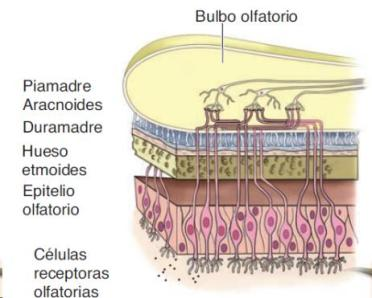 Bulbo olfatorio
Piamadre
Aracnoides
Duramadre
Hueso
etmoides
Epitelio
olfatorio
Células
receptoras
olfatorias